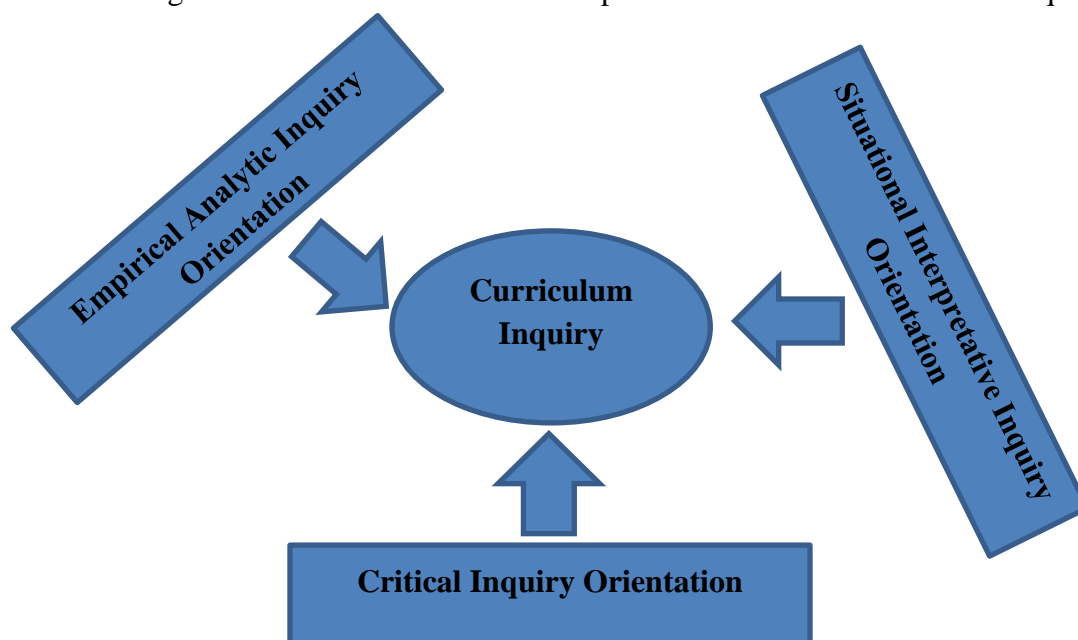 Empirical Analytic Inquiry
Orientation
Situational Interpretative Inquiry
Orientation
Curriculum
Inquiry
Critical Inquiry Orientation